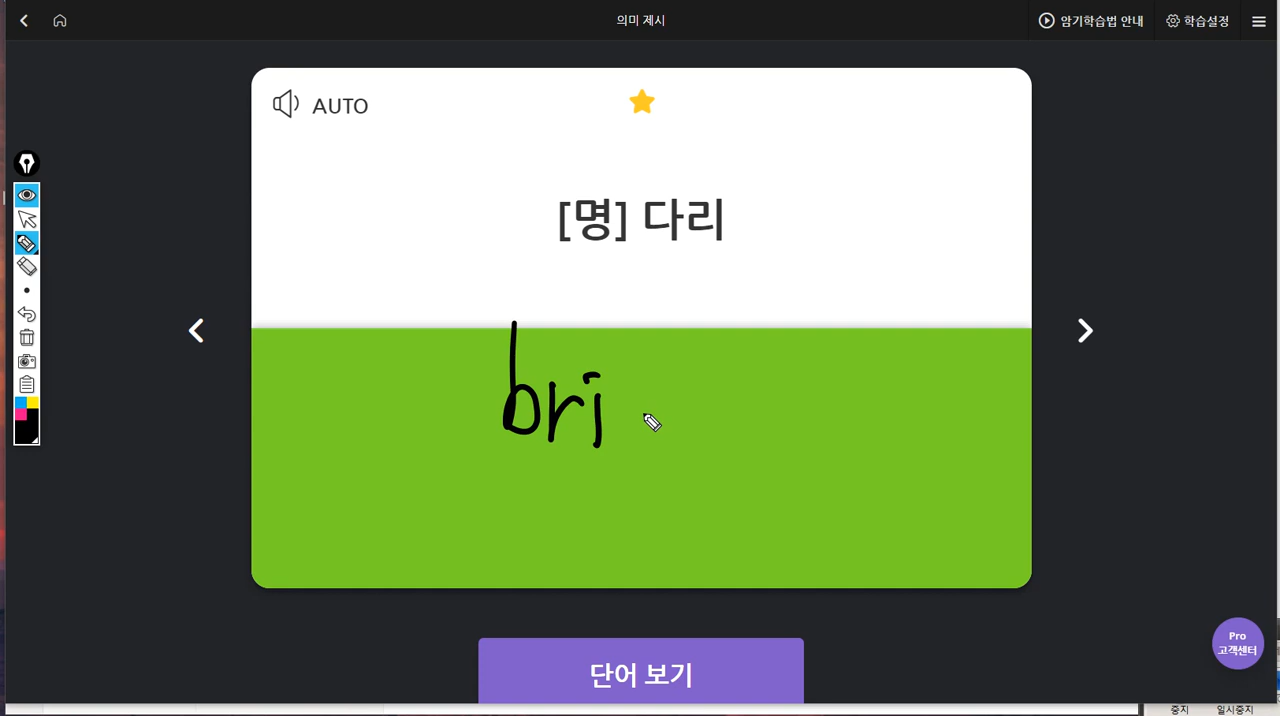 의미 제시
암기학습법 안내
학습설정
AUTO
[명] 다리
bri
단어 보기
Pro
고객센터
중지
일시중지